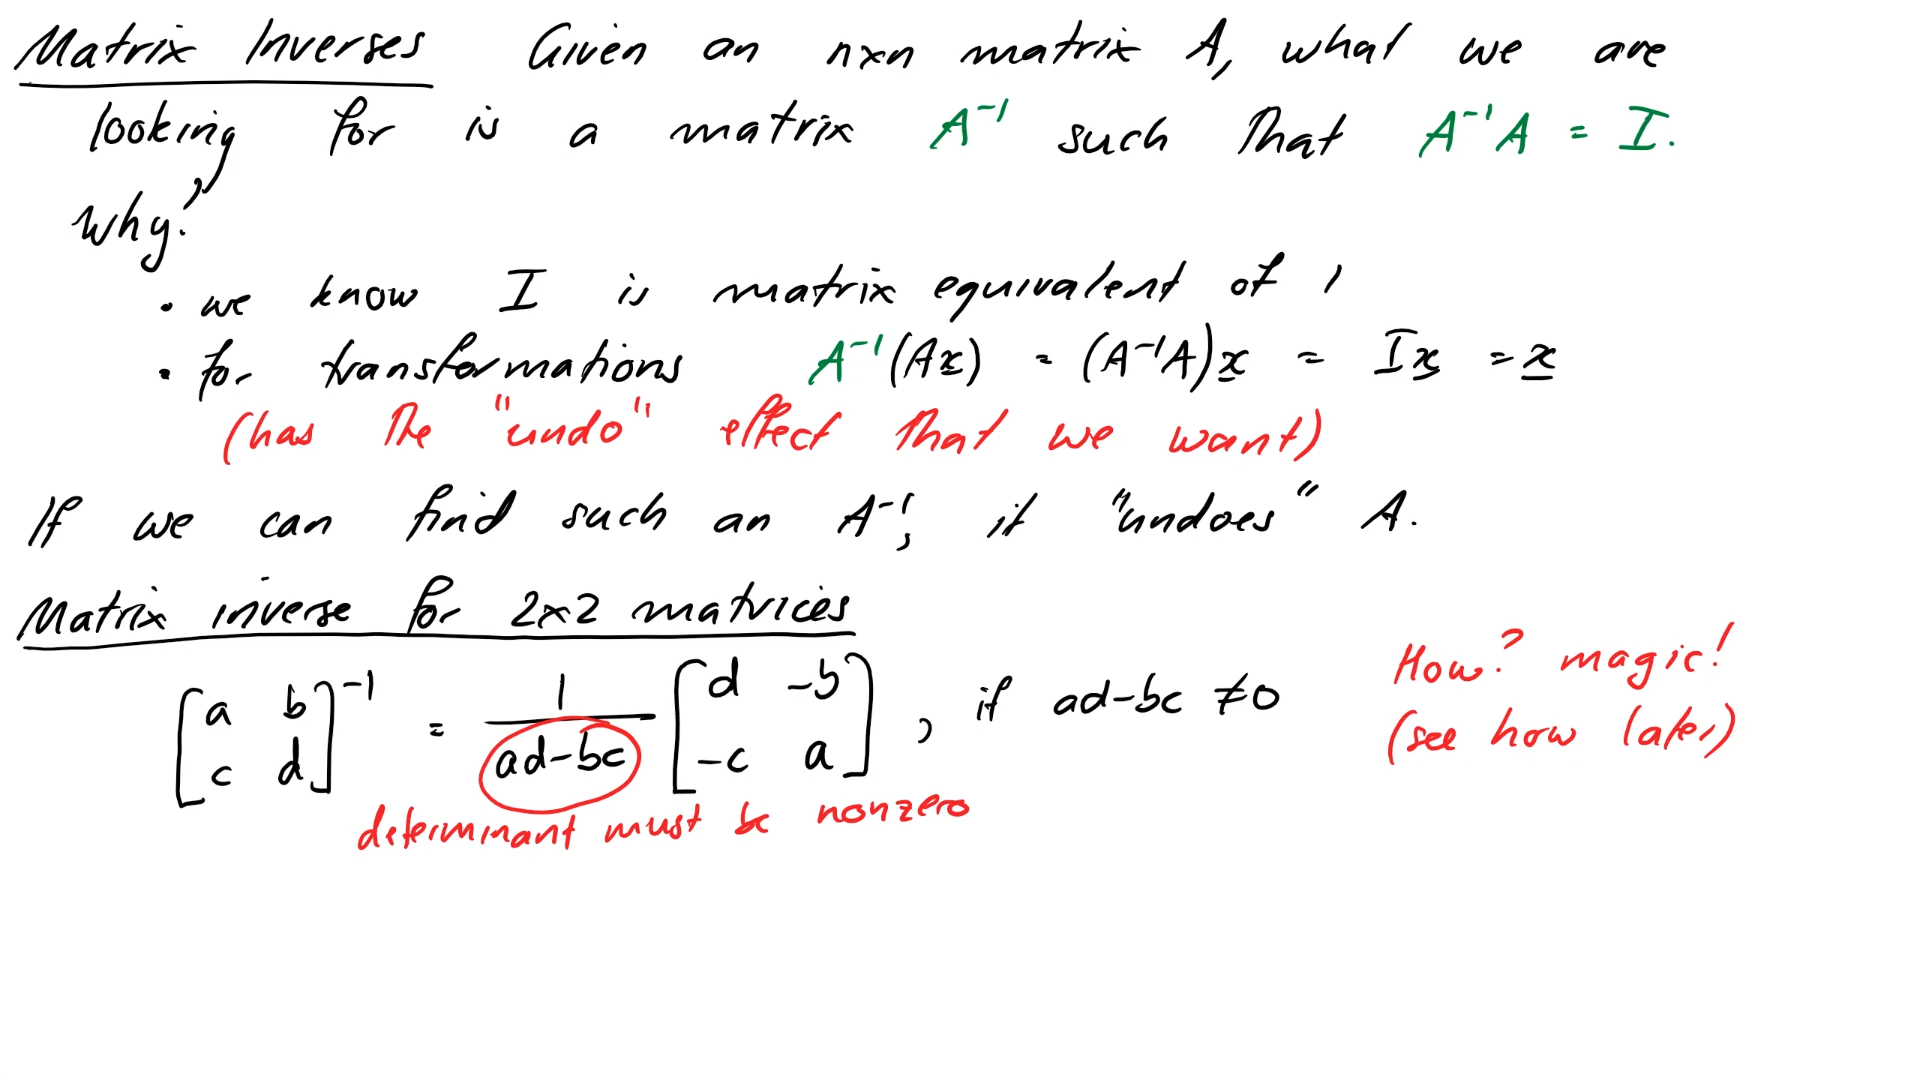 Matrix Inverses Given an n×n matrix A, what we are
looking for is a matrix A⁻¹ such that A⁻¹A = I.
Why?
• we know I is matrix equivalent of 1
• for transformations A⁻¹(Ax) = (A⁻¹A)x = Ix = x
(has the "undo" effect that we want)
If we can find such an A⁻¹, it "undoes" A.
Matrix inverse for 2×2 matrices
[a b; c d]⁻¹ = 1/(ad-bc) [d -b; -c a], if ad-bc ≠ 0
How? magic!
(see how later)
determinant must be nonzero